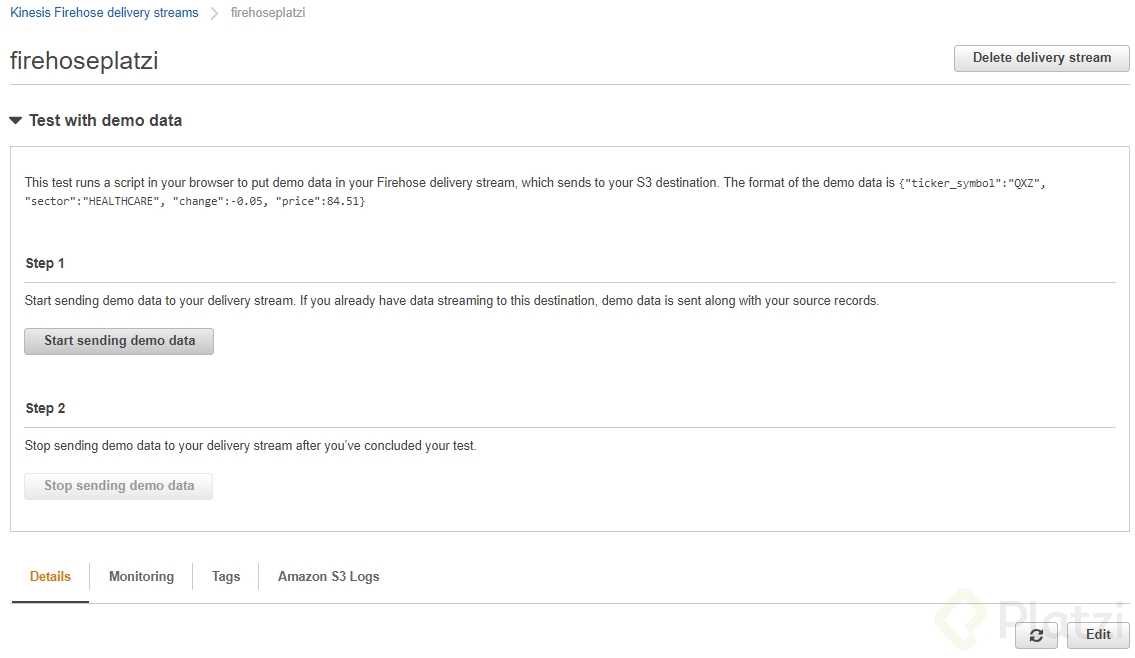 Kinesis Firehose delivery streams firehoseplatzi
firehoseplatzi
Delete delivery stream
Test with demo data
This test runs a script in your browser to put demo data in your Firehose delivery stream, which sends to your S3 destination. The format of the demo data is {"ticker_symbol":"QXZ",
"sector":"HEALTHCARE", "change":-0.05, "price":84.51}
Step 1
Start sending demo data to your delivery stream. If you already have data streaming to this destination, demo data is sent along with your source records.
Start sending demo data
Step 2
Stop sending demo data to your delivery stream after you’ve concluded your test.
Stop sending demo data
Details Monitoring Tags Amazon S3 Logs
Platzi
Edit